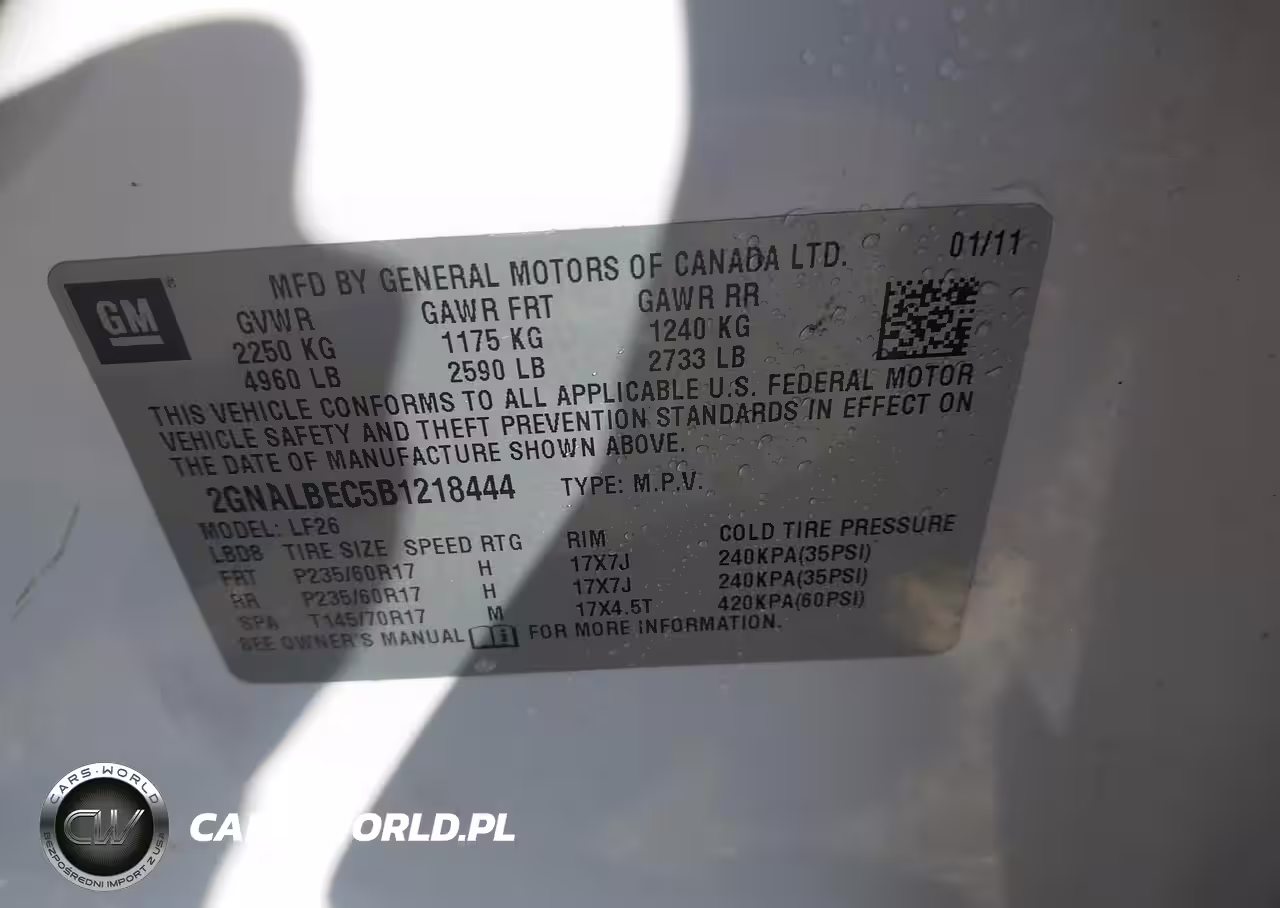 MFD BY GENERAL MOTORS OF CANADA LTD. 01/11
GM
GVWR GAWR FRT GAWR RR
2250 KG 1175 KG 1240 KG
4960 LB 2590 LB 2733 LB
THIS VEHICLE CONFORMS TO ALL APPLICABLE U.S. FEDERAL MOTOR
VEHICLE SAFETY AND THEFT PREVENTION STANDARDS IN EFFECT ON
THE DATE OF MANUFACTURE SHOWN ABOVE.
2GNALBEC5B1218444 TYPE: M.P.V.
MODEL: LF26
LBDB TIRE SIZE SPEED RTG RIM COLD TIRE PRESSURE
FRT P235/60R17 H 17X7J 240KPA(35PSI)
RR P235/60R17 H 17X7J 240KPA(35PSI)
SPA T145/70R17 M 17X4.5T 420KPA(60PSI)
SEE OWNER'S MANUAL FOR MORE INFORMATION.
CARS-WORLD
CW
BEZPOŚREDNI IMPORT Z USA
CARS-WORLD.PL